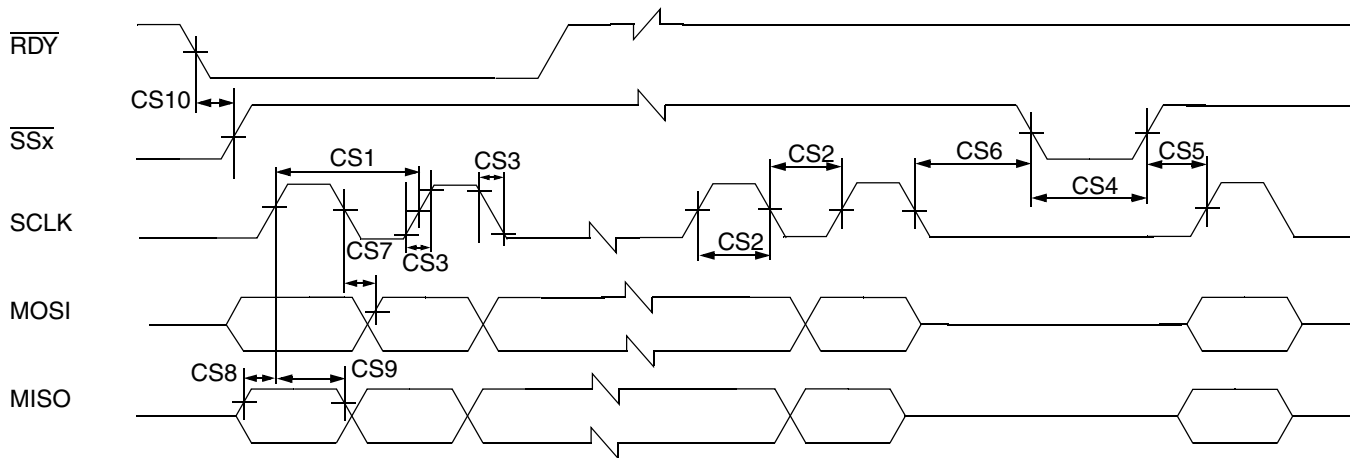 RDY
CS10
SSx
CS1
CS3
CS2
CS6
CS5
CS4
SCLK
CS7
CS3
CS2
MOSI
CS8
CS9
MISO